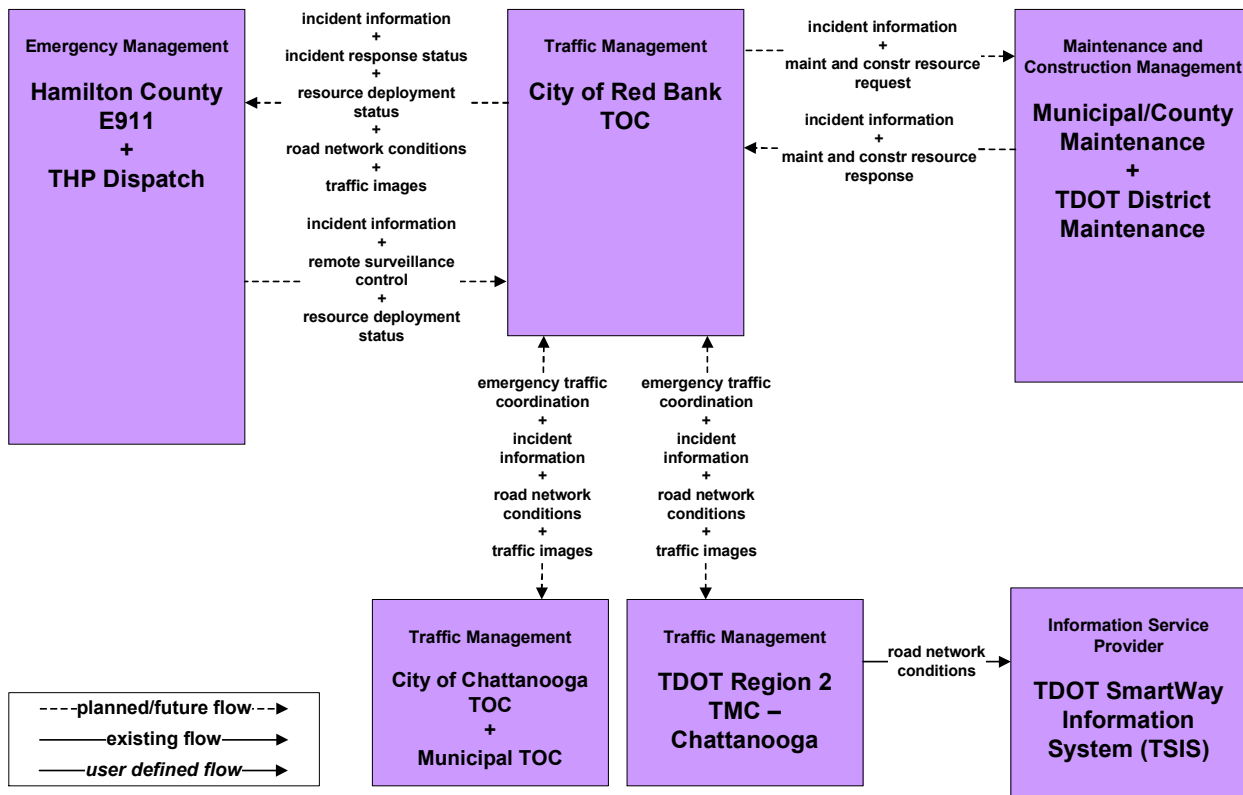 Emergency Management
Hamilton County
E911
+
THP Dispatch
incident information
+
incident response status
+
resource deployment
status
+
road network conditions
+
traffic images
incident information
+
remote surveillance
control
+
resource deployment
status
Traffic Management
City of Red Bank
TOC
incident information
+
maint and constr resource
request
incident information
+
maint and constr resource
response
Maintenance and
Construction Management
Municipal/County
Maintenance
+
TDOT District
Maintenance
emergency traffic
coordination
+
incident
information
+
road network
conditions
+
traffic images
emergency traffic
coordination
+
incident
information
+
road network
conditions
+
traffic images
Traffic Management
City of Chattanooga
TOC
+
Municipal TOC
Traffic Management
TDOT Region 2
TMC –
Chattanooga
road network
conditions
Information Service
Provider
TDOT SmartWay
Information
System (TSIS)
planned/future flow
existing flow
user defined flow